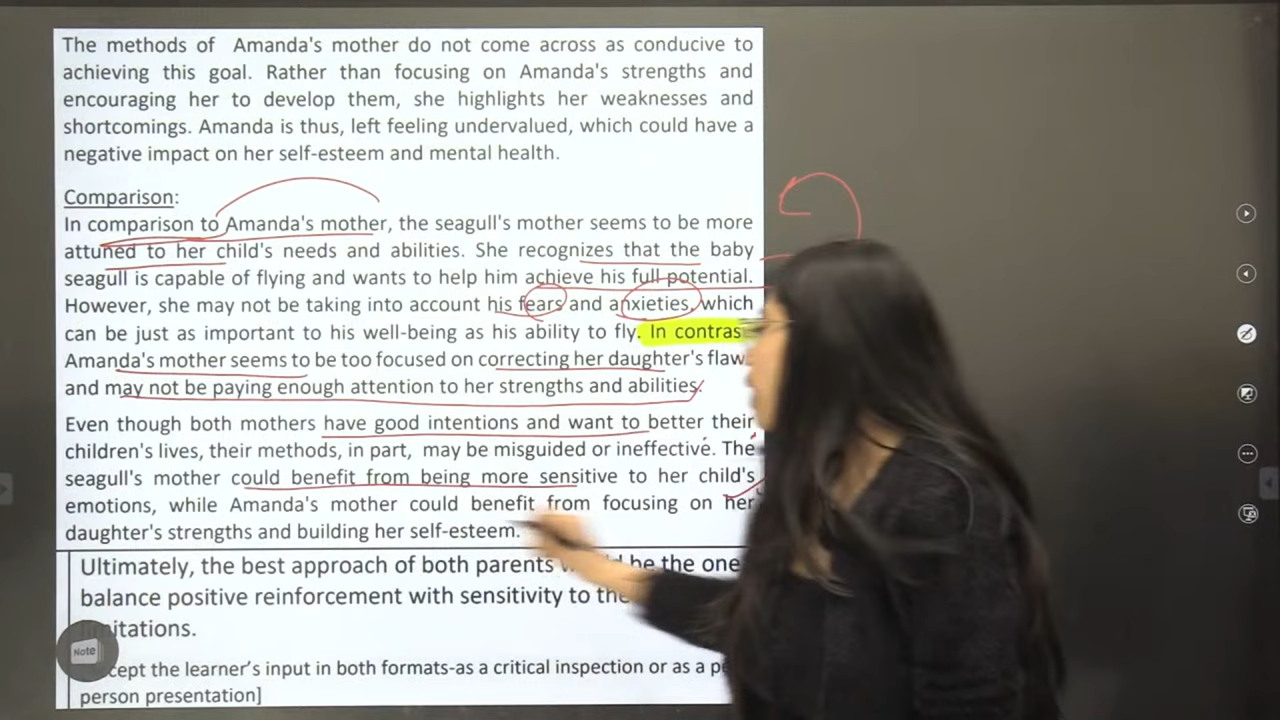 The methods of Amanda's mother do not come across as conducive to
achieving this goal. Rather than focusing on Amanda's strengths and
encouraging her to develop them, she highlights her weaknesses and
shortcomings. Amanda is thus, left feeling undervalued, which could have a
negative impact on her self-esteem and mental health.
Comparison:
In comparison to Amanda's mother, the seagull's mother seems to be more
attuned to her child's needs and abilities. She recognizes that the baby
seagull is capable of flying and wants to help him achieve his full potential.
However, she may not be taking into account his fears and anxieties, which
can be just as important to his well-being as his ability to fly. In contras
Amanda's mother seems to be too focused on correcting her daughter's flaw
and may not be paying enough attention to her strengths and abilities.
Even though both mothers have good intentions and want to better their
children's lives, their methods, in part, may be misguided or ineffective. The
seagull's mother could benefit from being more sensitive to her child's
emotions, while Amanda's mother could benefit from focusing on her
daughter's strengths and building her self-esteem.
Ultimately, the best approach of both parents be the one
balance positive reinforcement with sensitivity to the
itations.
cept the learner's input in both formats-as a critical inspection or as a pe
person presentation]
Note